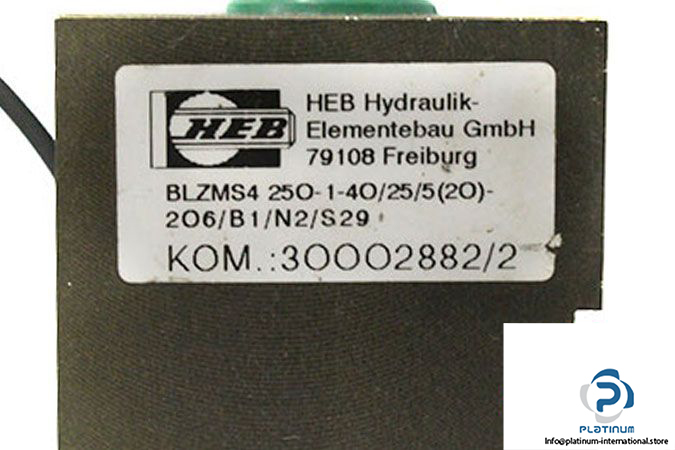 HEB
HEB Hydraulik-
Elementebau GmbH
79108 Freiburg
BLZMS4 250-1-40/25/5(20)-
206/B1/N2/S29
KOM.:30002882/2
PLATINUM
Info@platinum-international.store